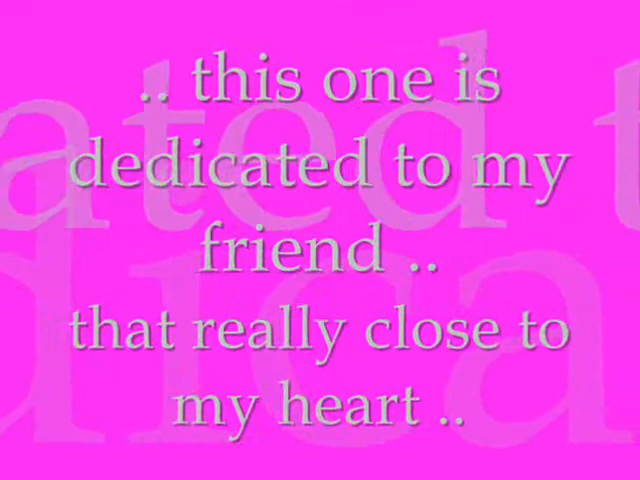 .. this one is
dedicated to my
friend ..
that really close to
my heart ..